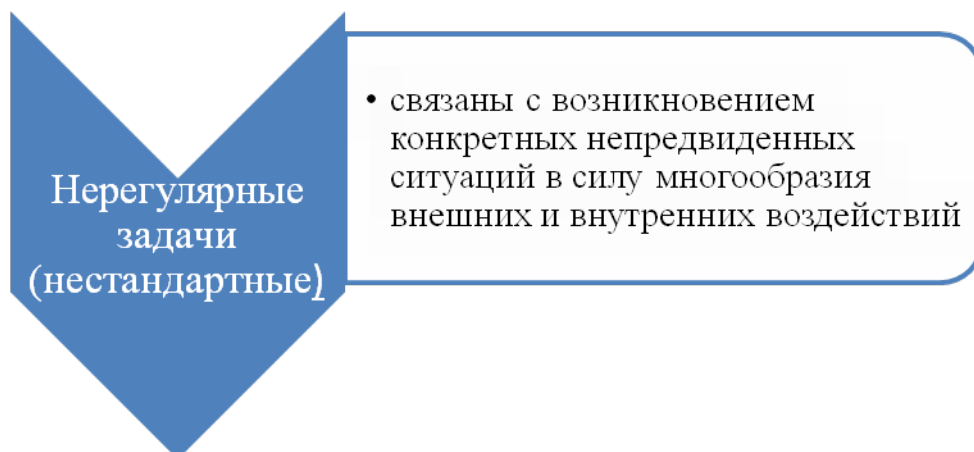 Нерегулярные
задачи
(нестандартные)
• связаны с возникновением
конкретных непредвиденных
ситуаций в силу многообразия
внешних и внутренних воздействий